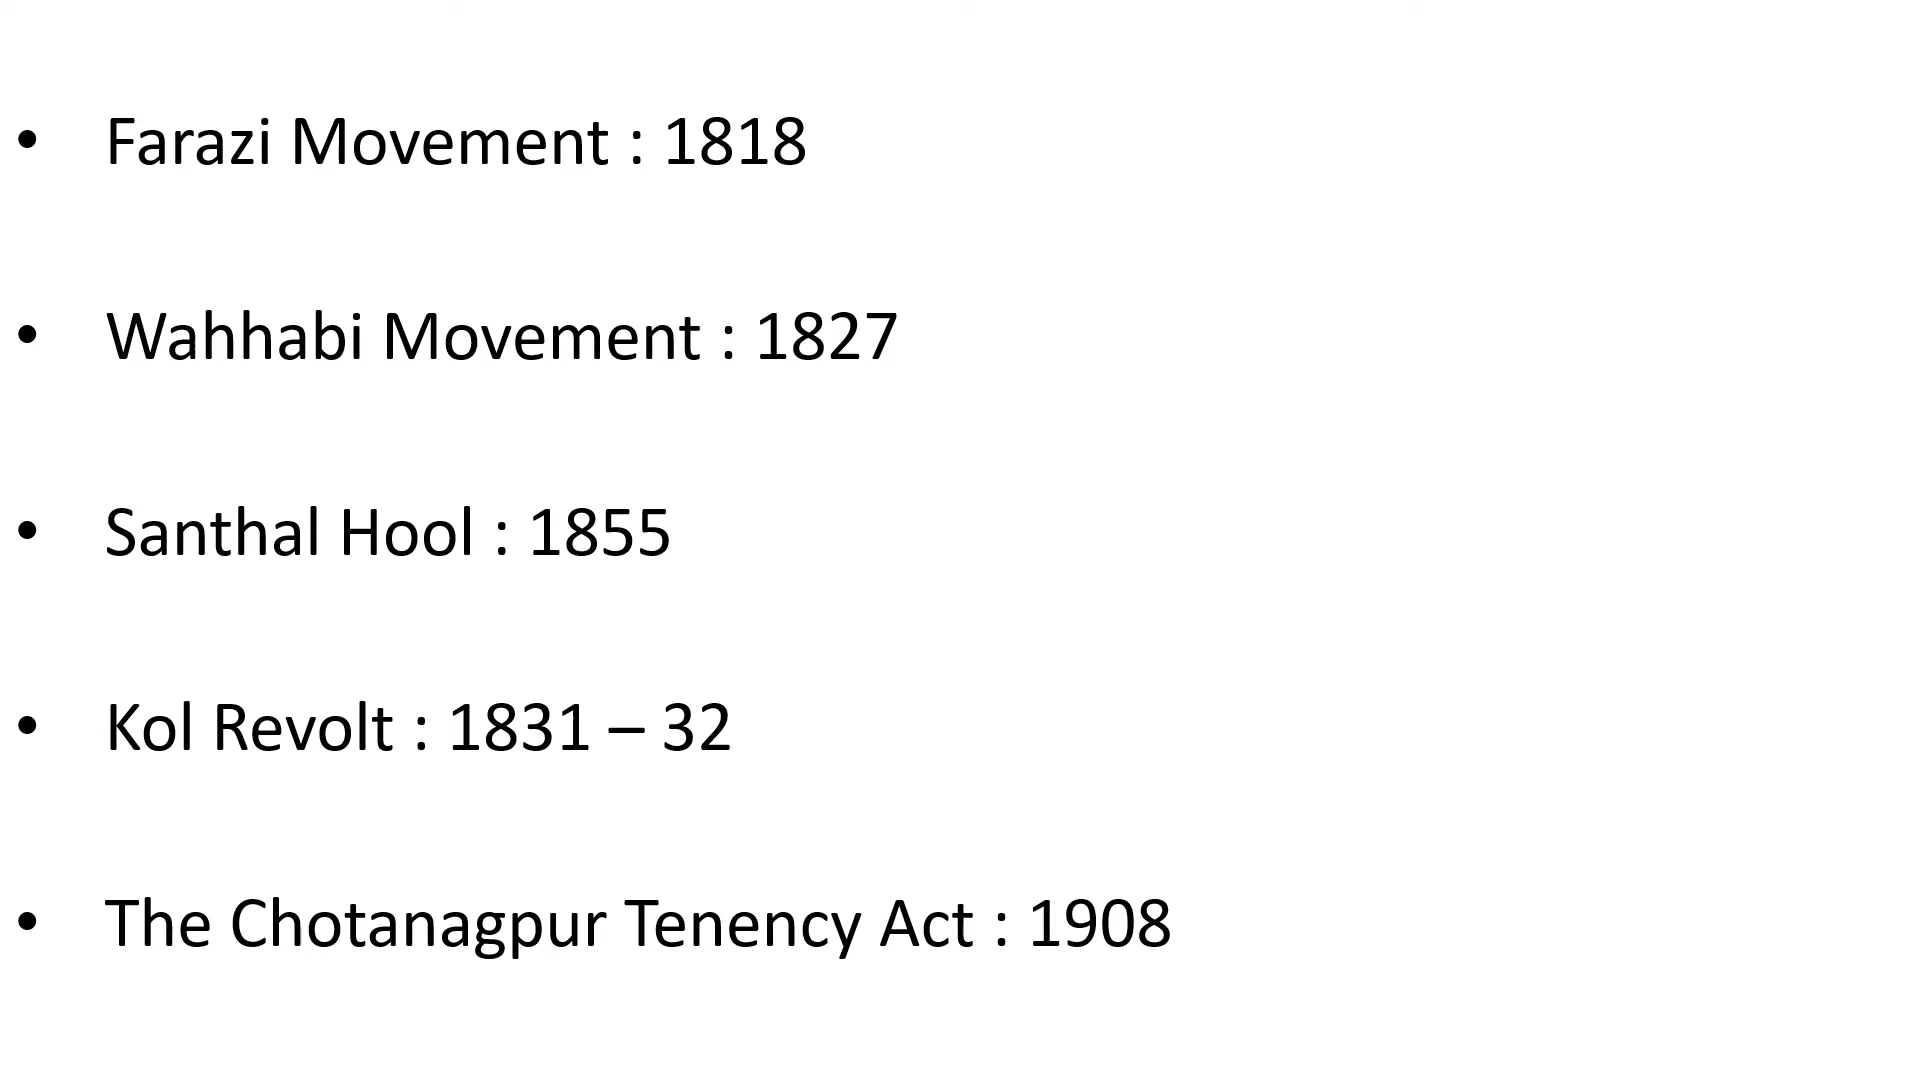 • Farazi Movement : 1818
• Wahhabi Movement : 1827
• Santhal Hool : 1855
• Kol Revolt : 1831 – 32
• The Chotanagpur Tenency Act : 1908